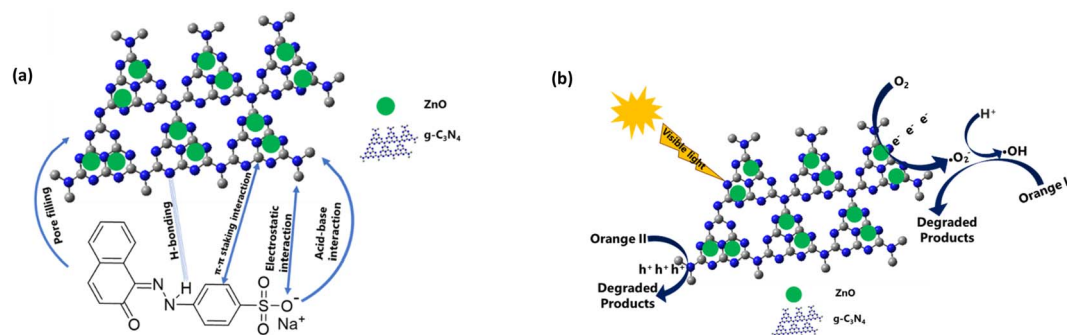 (a)
ZnO
g-C₃N₄
Pore filling
H-bonding
π-π staking interaction
Electrostatic
interaction
Acid-base
interaction
H
N
N
O
O
S
O
O⁻
Na⁺
(b)
Visible light
O₂
e⁻ e⁻ e⁻
H⁺
•O₂⁻
•OH
Orange I
Degraded
Products
Orange II
h⁺ h⁺ h⁺
Degraded
Products
ZnO
g-C₃N₄